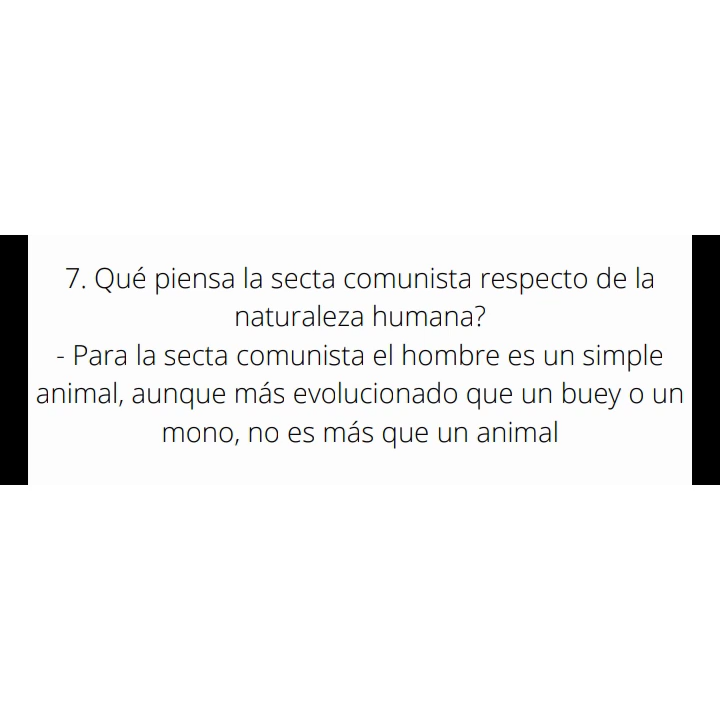 7. Qué piensa la secta comunista respecto de la
naturaleza humana?
- Para la secta comunista el hombre es un simple
animal, aunque más evolucionado que un buey o un
mono, no es más que un animal